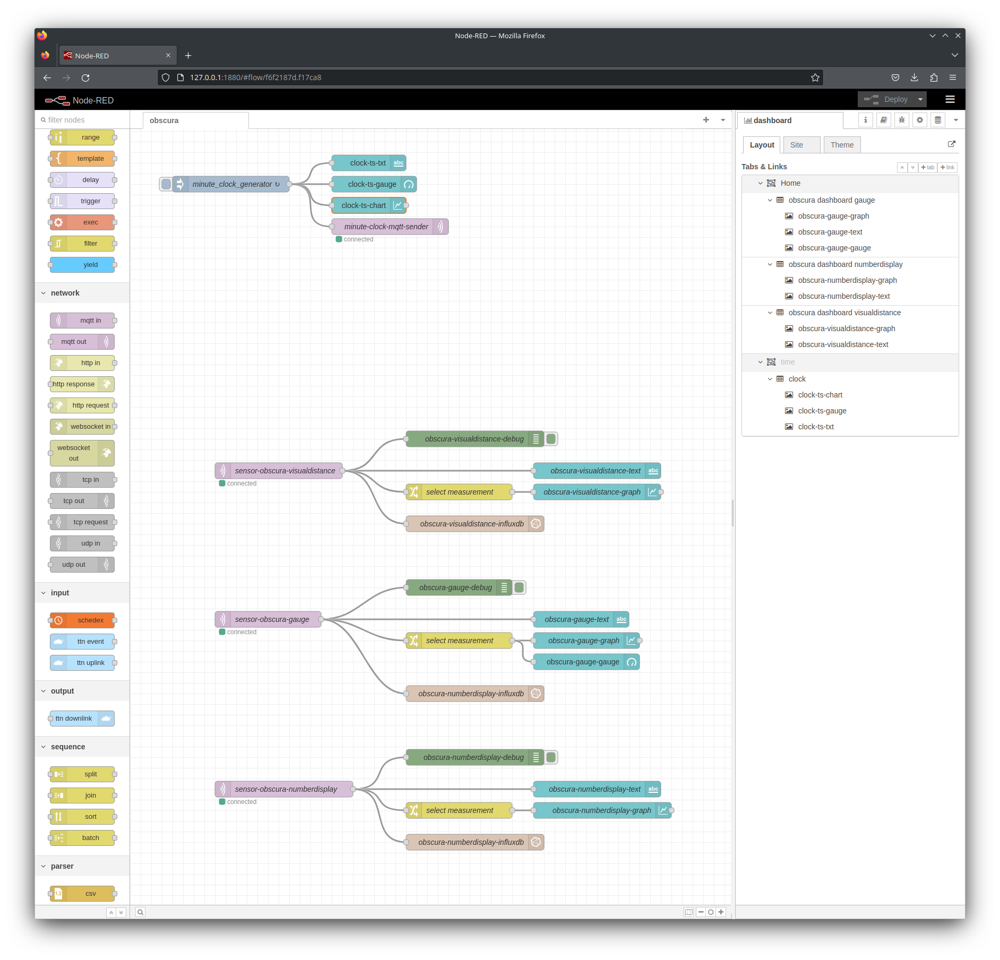 Node-RED — Mozilla Firefox
Node-RED
127.0.0.1:1880/#flow/f6f2187d.f17ca8
Node-RED
Deploy
filter nodes
range
template
delay
trigger
exec
filter
yield
network
mqtt in
mqtt out
http in
http response
http request
websocket in
websocket
out
tcp in
tcp out
tcp request
udp in
udp out
input
schedex
ttn event
ttn uplink
output
ttn downlink
sequence
split
join
sort
batch
parser
1,2
csv
obscura
minute_clock_generator ↻
clock-ts-txt
abc
clock-ts-gauge
clock-ts-chart
minute-clock-mqtt-sender
connected
obscura-visualdistance-debug
sensor-obscura-visualdistance
connected
obscura-visualdistance-text
abc
select measurement
obscura-visualdistance-graph
obscura-visualdistance-influxdb
obscura-gauge-debug
sensor-obscura-gauge
connected
obscura-gauge-text
abc
select measurement
obscura-gauge-graph
obscura-gauge-gauge
obscura-numberdisplay-influxdb
obscura-numberdisplay-debug
sensor-obscura-numberdisplay
connected
obscura-numberdisplay-text
abc
select measurement
obscura-numberdisplay-graph
obscura-numberdisplay-influxdb
dashboard
i
Layout
Site
Theme
Tabs & Links
tab
link
Home
obscura dashboard gauge
obscura-gauge-graph
obscura-gauge-text
obscura-gauge-gauge
obscura dashboard numberdisplay
obscura-numberdisplay-graph
obscura-numberdisplay-text
obscura dashboard visualdistance
obscura-visualdistance-graph
obscura-visualdistance-text
time
clock
clock-ts-chart
clock-ts-gauge
clock-ts-txt